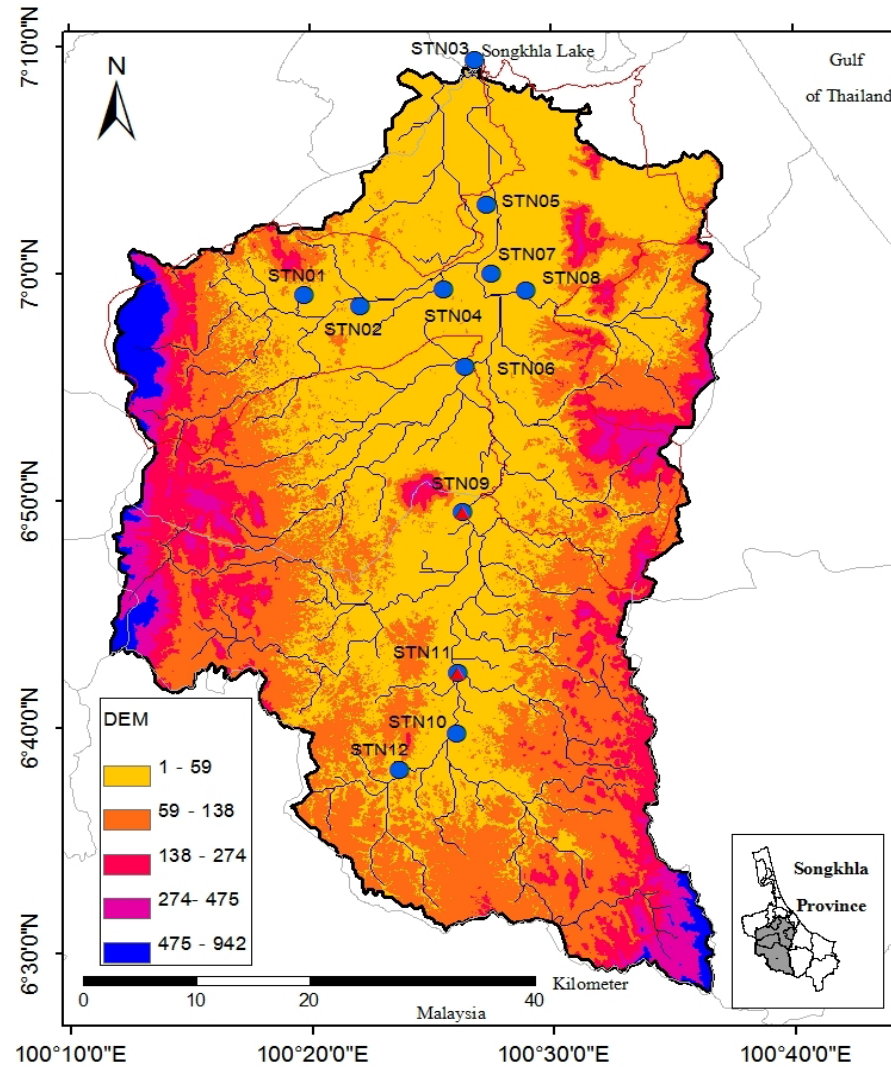 7°10'0"N
STN03
Songkhla Lake
Gulf
of Thailand
N
STN05
7°0'0"N
STN07
STN01
STN08
STN02
STN04
STN06
STN09
6°50'0"N
STN11
6°40'0"N
STN10
STN12
DEM
1 - 59
59 - 138
138 - 274
274- 475
475 - 942
Songkhla
Province
6°30'0"N
0
10
20
40
Kilometer
Malaysia
100°10'0"E
100°20'0"E
100°30'0"E
100°40'0"E